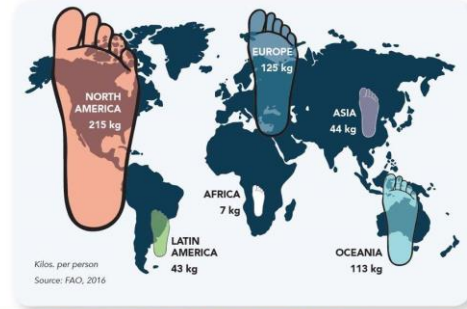 NORTH
AMERICA
215 kg
EUROPE
125 kg
ASIA
44 kg
AFRICA
7 kg
LATIN
AMERICA
43 kg
OCEANIA
113 kg
Kilos. per person
Source: FAO, 2016